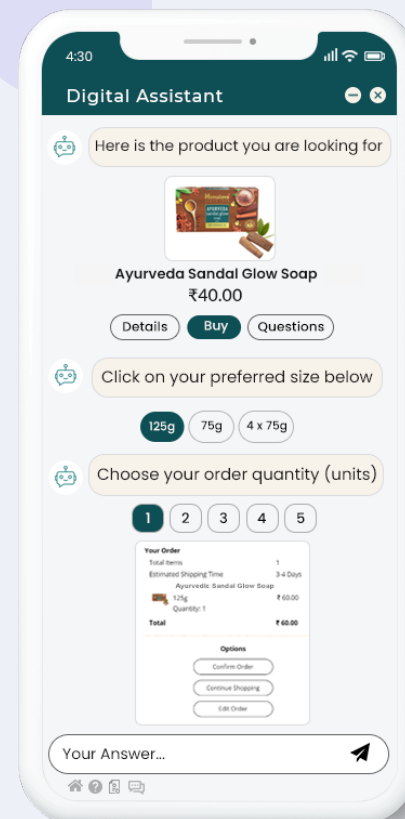 4:30
Digital Assistant
Here is the product you are looking for
AYURVEDA
Ayurveda Sandal Glow Soap
₹40.00
Details Buy Questions
Click on your preferred size below
125g 75g 4 x 75g
Choose your order quantity (units)
1 2 3 4 5
Your Order
Total Items 1
Estimated Shipping Time 3-4 Days
Ayurvedic Sandal Glow Soap
125g ₹ 60.00
Quantity: 1
Total ₹ 60.00
Options
Confirm Order
Continue Shopping
Edit Order
Your Answer...